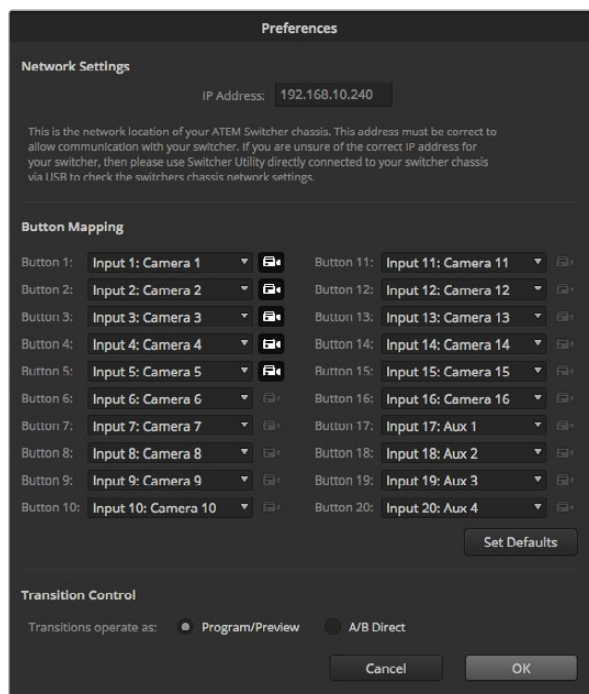 Preferences
Network Settings
IP Address: 192.168.10.240
This is the network location of your ATEM Switcher chassis. This address must be correct to
allow communication with your switcher. If you are unsure of the correct IP address for
your switcher, then please use Switcher Utility directly connected to your switcher chassis
via USB to check the switchers chassis network settings.
Button Mapping
Button 1: Input 1: Camera 1 Button 11: Input 11: Camera 11
Button 2: Input 2: Camera 2 Button 12: Input 12: Camera 12
Button 3: Input 3: Camera 3 Button 13: Input 13: Camera 13
Button 4: Input 4: Camera 4 Button 14: Input 14: Camera 14
Button 5: Input 5: Camera 5 Button 15: Input 15: Camera 15
Button 6: Input 6: Camera 6 Button 16: Input 16: Camera 16
Button 7: Input 7: Camera 7 Button 17: Input 17: Aux 1
Button 8: Input 8: Camera 8 Button 18: Input 18: Aux 2
Button 9: Input 9: Camera 9 Button 19: Input 19: Aux 3
Button 10: Input 10: Camera 10 Button 20: Input 20: Aux 4
Set Defaults
Transition Control
Transitions operate as: Program/Preview A/B Direct
Cancel OK